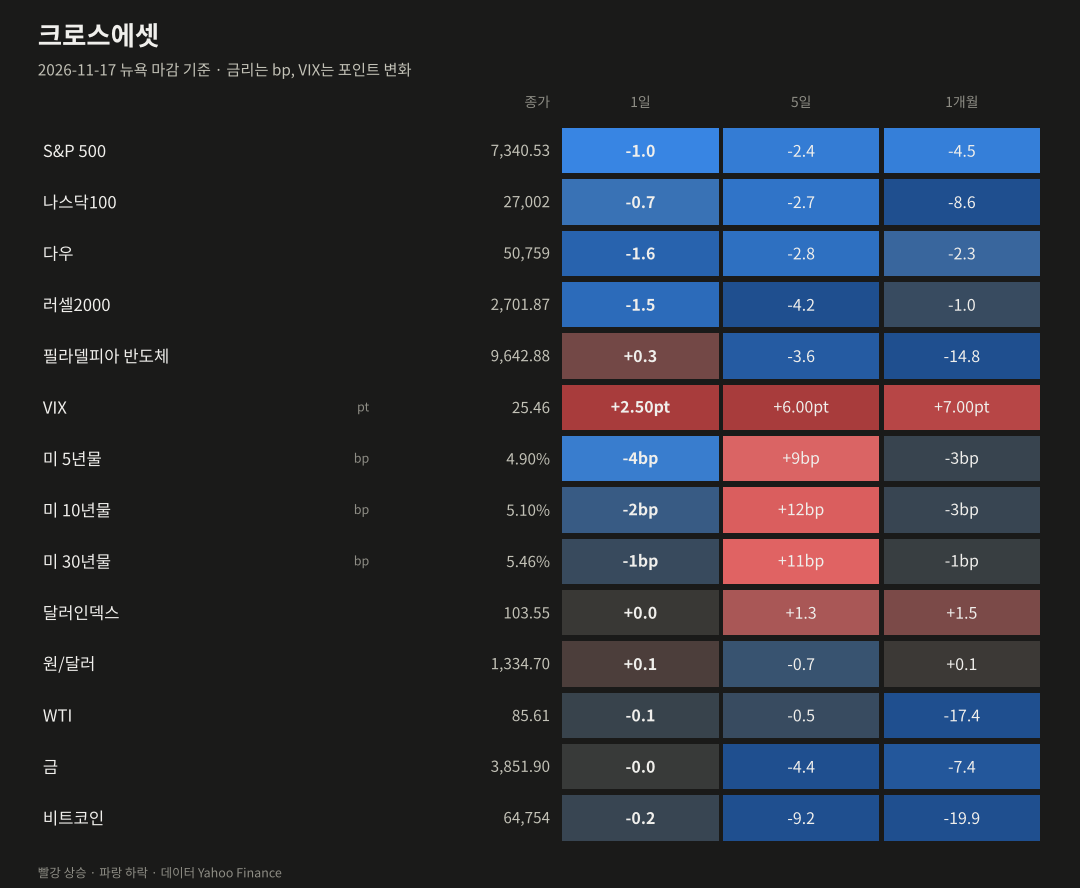 크로스에셋
2026-11-17 뉴욕 마감 기준 · 금리는 bp, VIX는 포인트 변화
종가 1일 5일 1개월
S&P 500 7,340.53 -1.0 -2.4 -4.5
나스닥100 27,002 -0.7 -2.7 -8.6
다우 50,759 -1.6 -2.8 -2.3
러셀2000 2,701.87 -1.5 -4.2 -1.0
필라델피아 반도체 9,642.88 +0.3 -3.6 -14.8
VIX pt 25.46 +2.50pt +6.00pt +7.00pt
미 5년물 bp 4.90% -4bp +9bp -3bp
미 10년물 bp 5.10% -2bp +12bp -3bp
미 30년물 bp 5.46% -1bp +11bp -1bp
달러인덱스 103.55 +0.0 +1.3 +1.5
원/달러 1,334.70 +0.1 -0.7 +0.1
WTI 85.61 -0.1 -0.5 -17.4
금 3,851.90 -0.0 -4.4 -7.4
비트코인 64,754 -0.2 -9.2 -19.9
빨강 상승 · 파랑 하락 · 데이터 Yahoo Finance